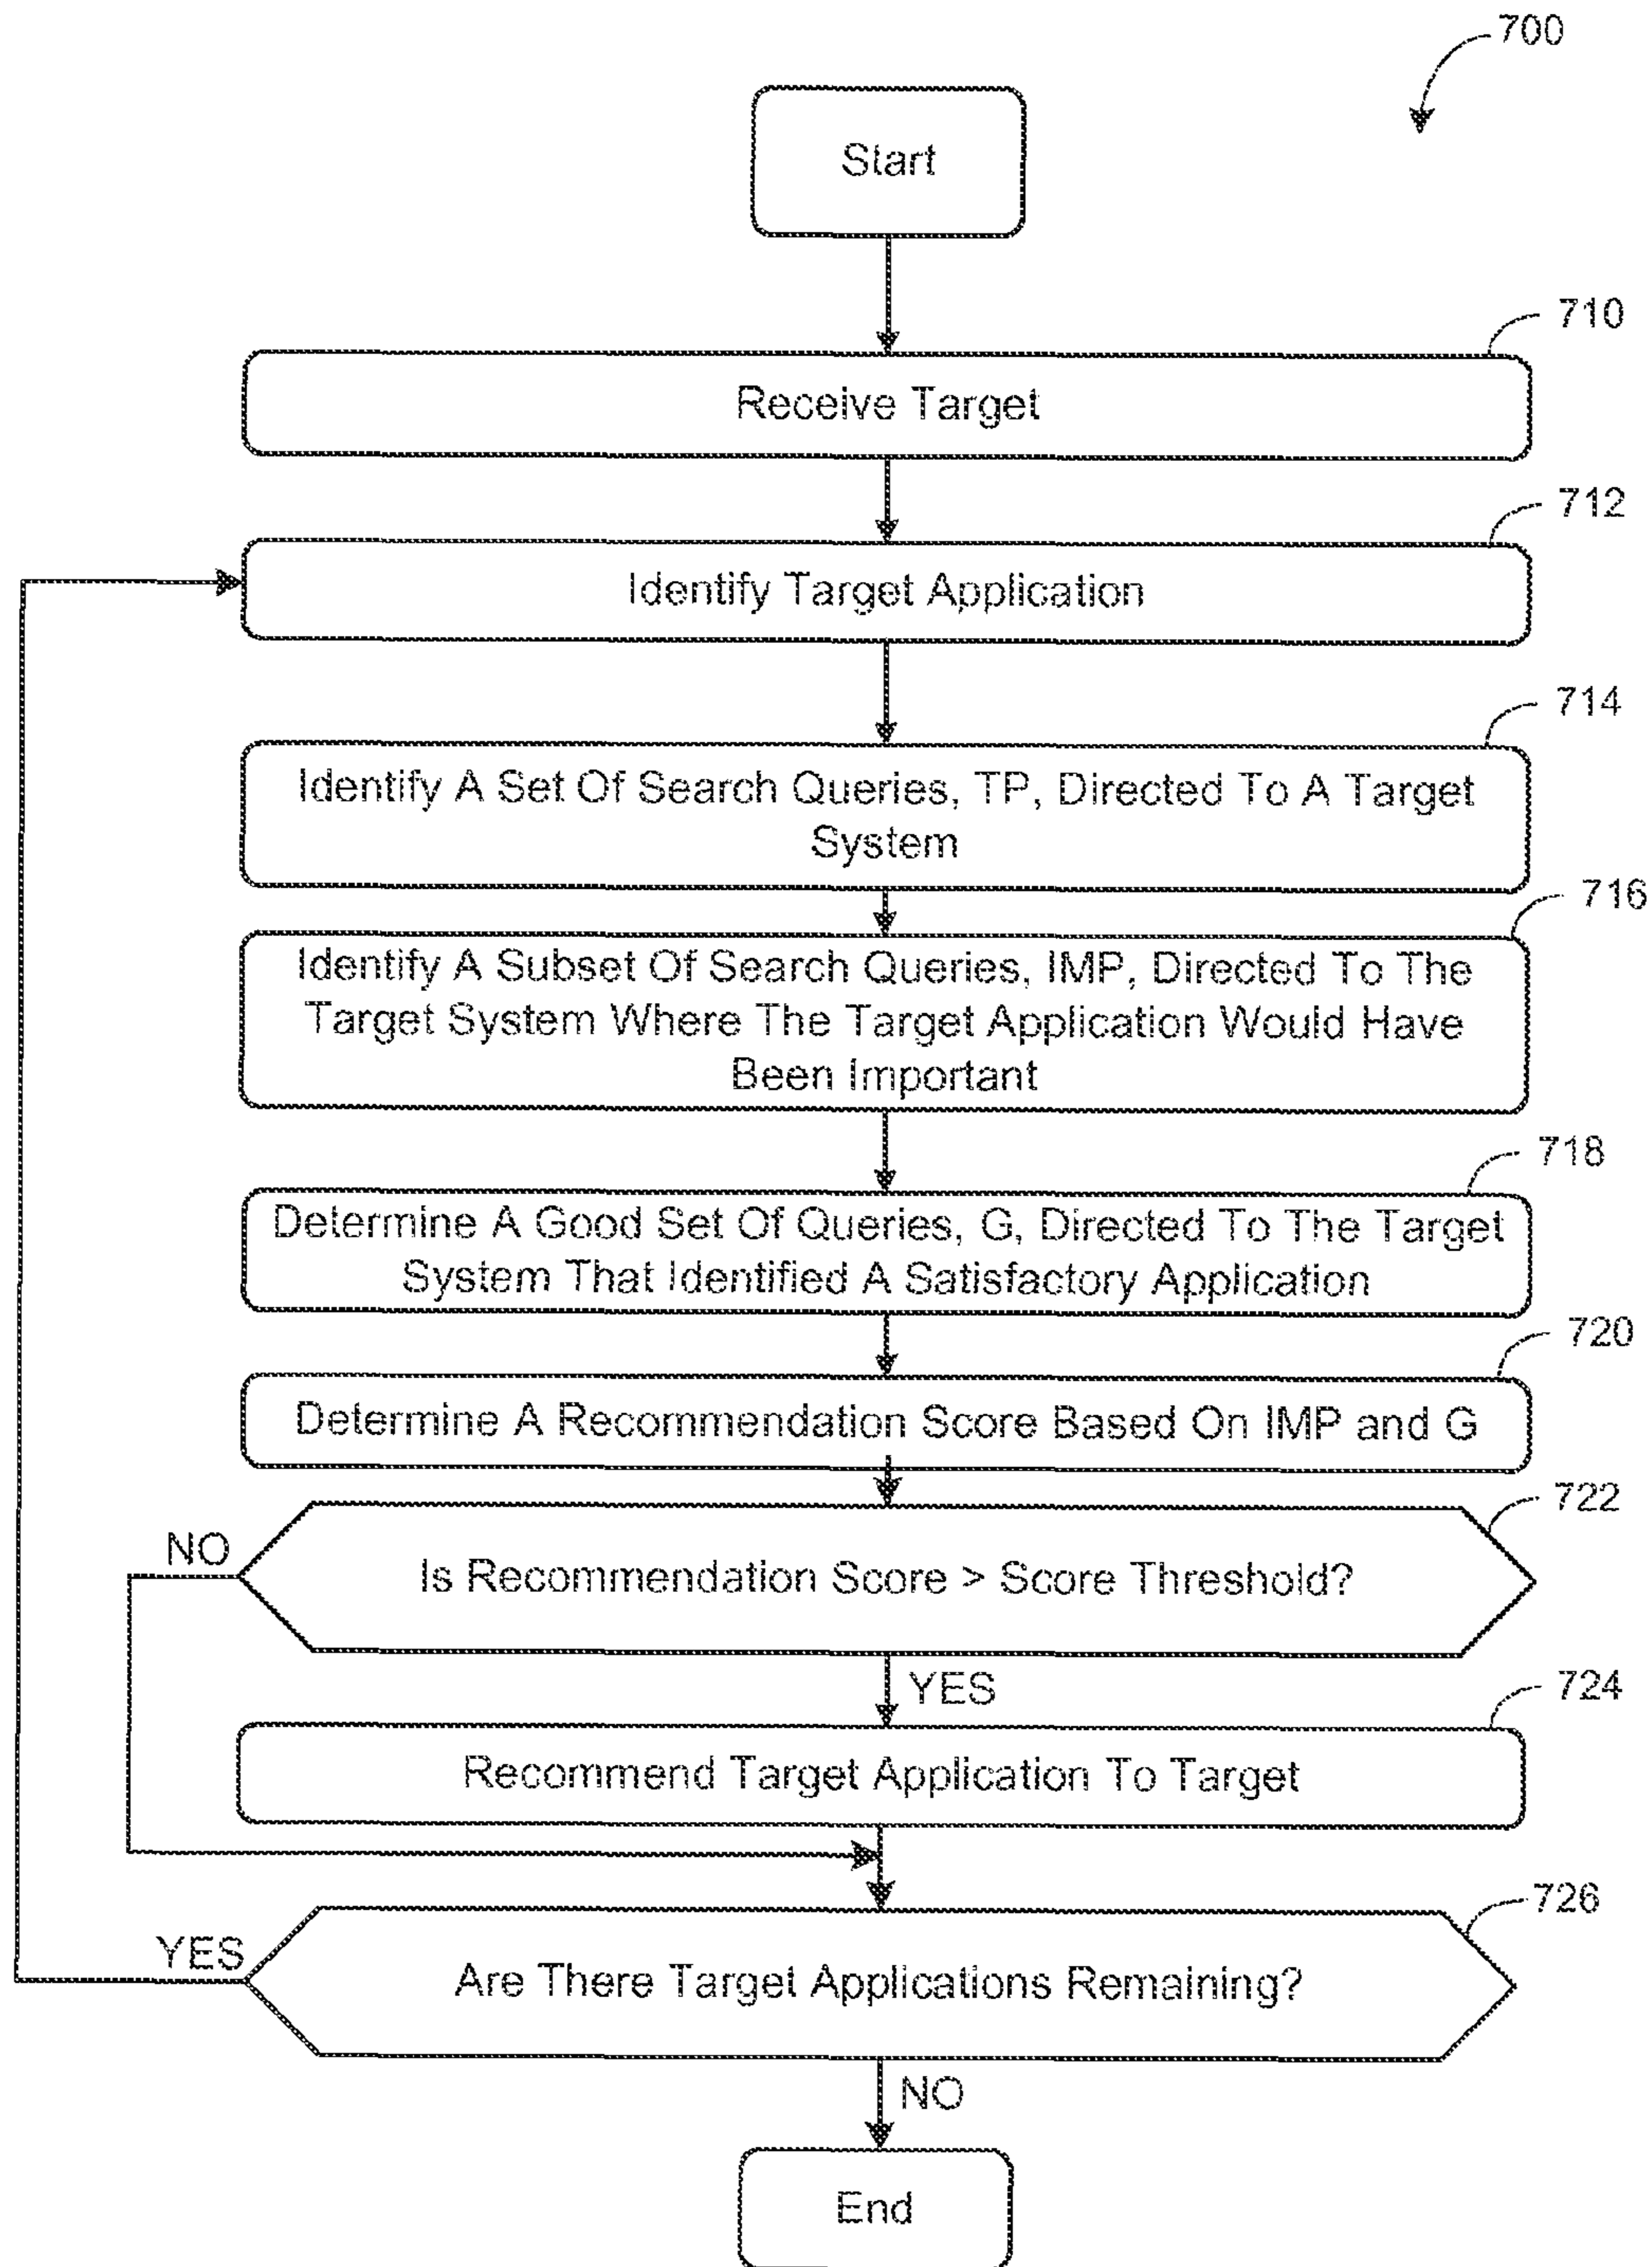 700
Start
710
Receive Target
712
Identify Target Application
714
Identify A Set Of Search Queries, TP, Directed To A Target
System
716
Identify A Subset Of Search Queries, IMP, Directed To The
Target System Where The Target Application Would Have
Been Important
718
Determine A Good Set Of Queries, G, Directed To The Target
System That Identified A Satisfactory Application
720
Determine A Recommendation Score Based On IMP and G
722
NO
Is Recommendation Score > Score Threshold?
YES
724
Recommend Target Application To Target
726
YES
Are There Target Applications Remaining?
NO
End